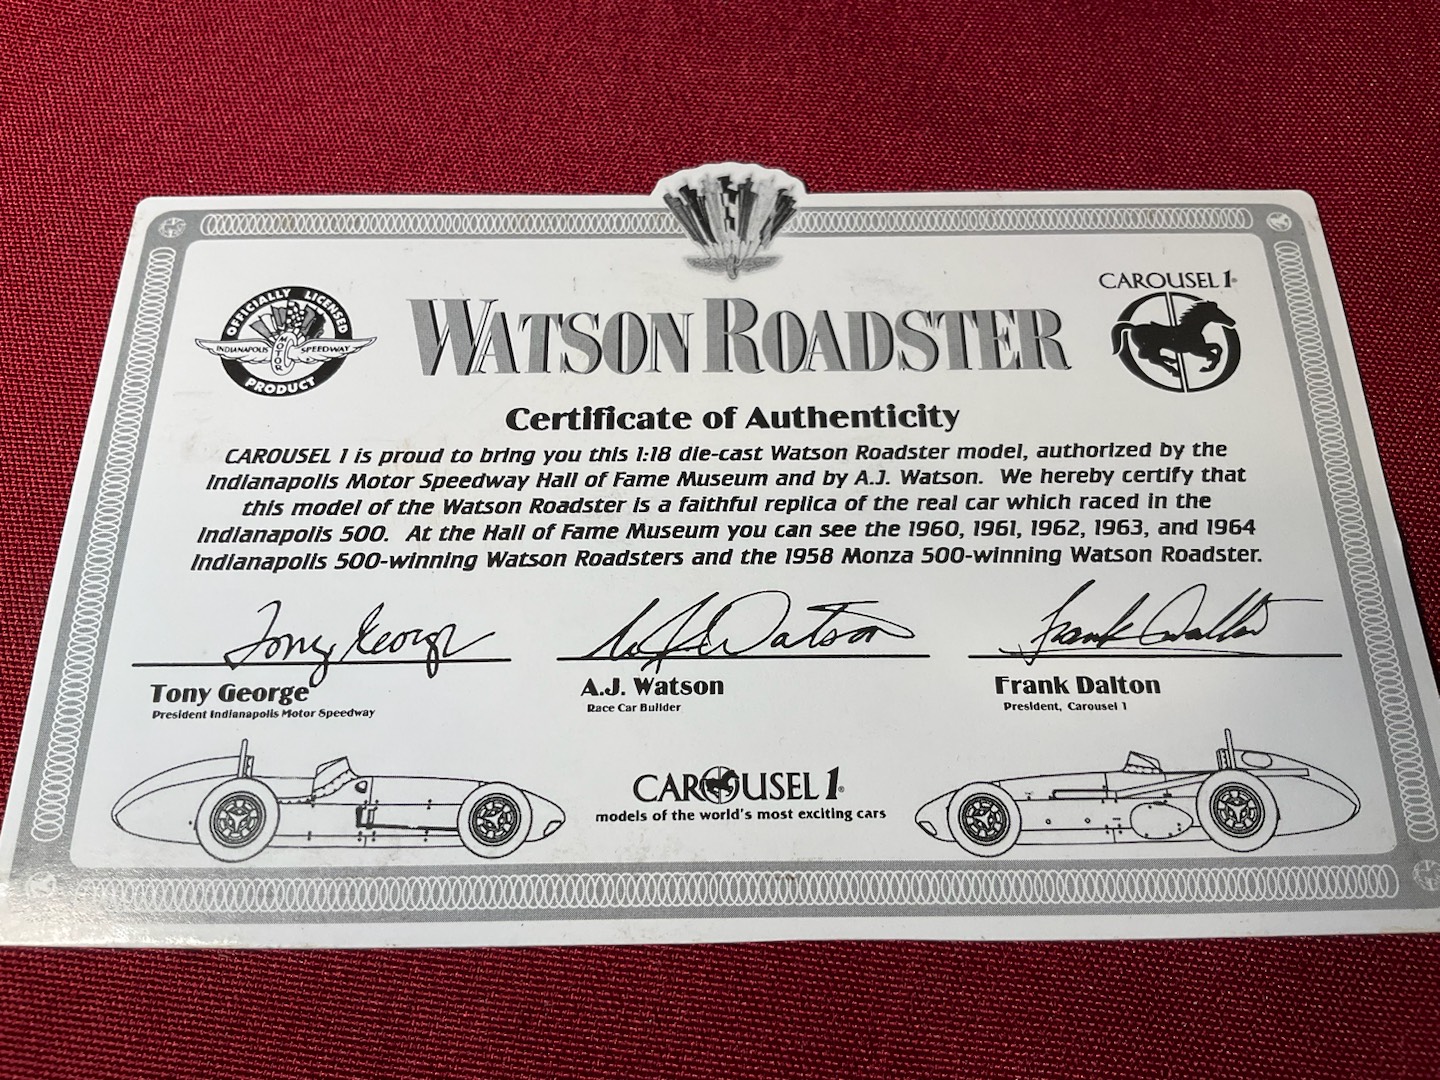 OFFICIALLY LICENSED
INDIANAPOLIS MOTOR SPEEDWAY
PRODUCT
WATSON ROADSTER
CAROUSEL 1®
Certificate of Authenticity
CAROUSEL 1 is proud to bring you this 1:18 die-cast Watson Roadster model, authorized by the
Indianapolis Motor Speedway Hall of Fame Museum and by A.J. Watson. We hereby certify that
this model of the Watson Roadster is a faithful replica of the real car which raced in the
Indianapolis 500. At the Hall of Fame Museum you can see the 1960, 1961, 1962, 1963, and 1964
Indianapolis 500-winning Watson Roadsters and the 1958 Monza 500-winning Watson Roadster.
Tony George A J Watson Frank Dalton
Tony George A.J. Watson Frank Dalton
President Indianapolis Motor Speedway Race Car Builder President, Carousel 1
CAROUSEL 1®
models of the world's most exciting cars